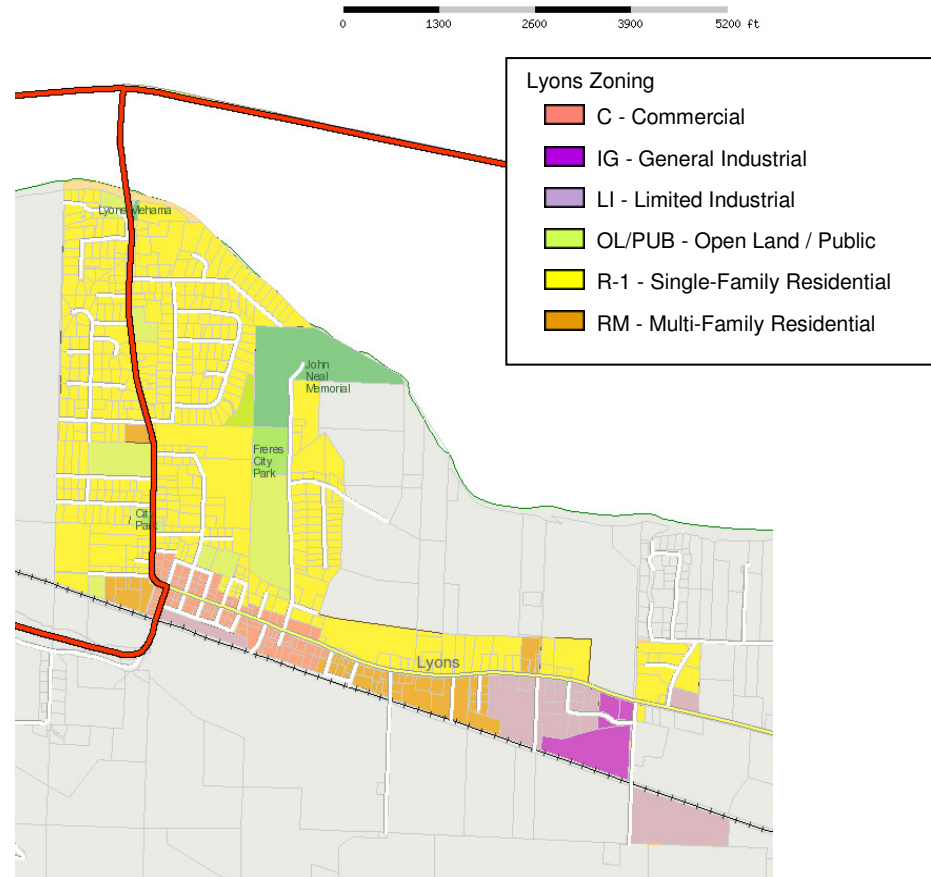 0 1300 2600 3900 5200 ft
Lyons Zoning
C - Commercial
IG - General Industrial
LI - Limited Industrial
OL/PUB - Open Land / Public
R-1 - Single-Family Residential
RM - Multi-Family Residential
Lyons Mehama
John
Neal
Memorial
Freres
City
Park
City
Park
Lyons